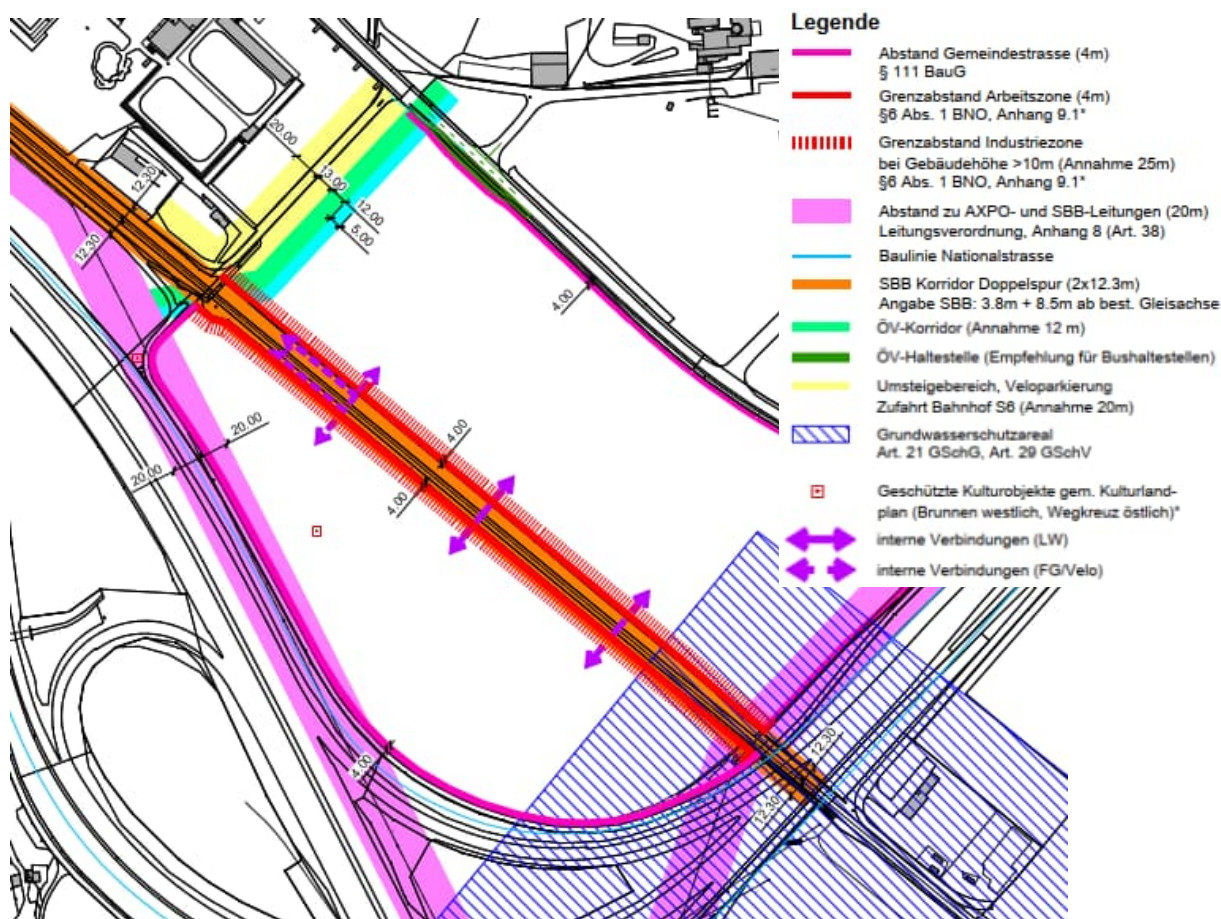 Legende
Abstand Gemeindestrasse (4m)
§ 111 BauG
Grenzabstand Arbeitszone (4m)
§6 Abs. 1 BNO, Anhang 9.1*
Grenzabstand Industriezone
bei Gebäudehöhe >10m (Annahme 25m)
§6 Abs. 1 BNO, Anhang 9.1*
Abstand zu AXPO- und SBB-Leitungen (20m)
Leitungsverordnung, Anhang 8 (Art. 38)
Baulinie Nationalstrasse
SBB Korridor Doppelspur (2x12.3m)
Angabe SBB: 3.8m + 8.5m ab best. Gleisachse
ÖV-Korridor (Annahme 12 m)
ÖV-Haltestelle (Empfehlung für Bushaltestellen)
Umsteigebereich, Veloparkierung
Zufahrt Bahnhof S6 (Annahme 20m)
Grundwasserschutzareal
Art. 21 GSchG, Art. 29 GSchV
Geschützte Kulturobjekte gem. Kulturland-
plan (Brunnen westlich, Wegkreuz östlich)*
interne Verbindungen (LW)
interne Verbindungen (FG/Velo)
20.00
13.00
12.00
5.00
12.30
12.30
4.00
20.00
20.00
4.00
4.00
4.00
12.30
12.30